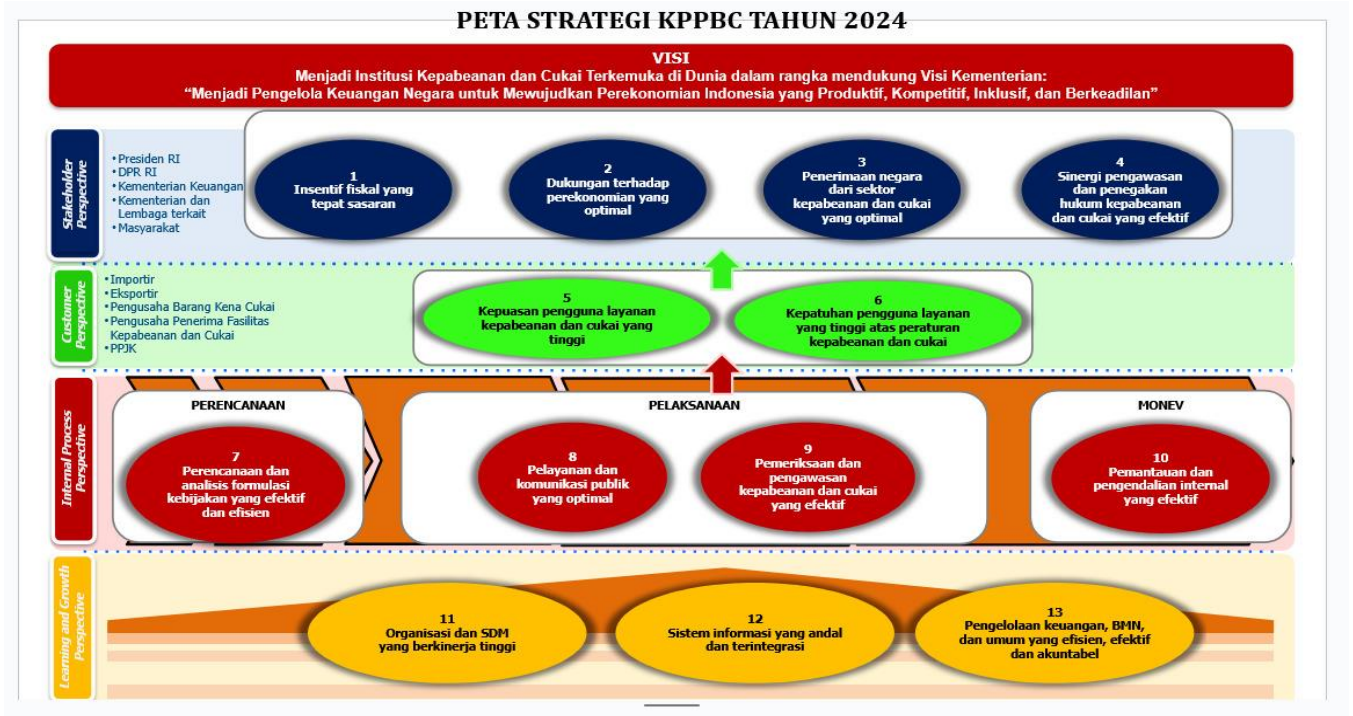 PETA STRATEGI KPPBC TAHUN 2024
VISI
Menjadi Institusi Kepabeanan dan Cukai Terkemuka di Dunia dalam rangka mendukung Visi Kementerian:
“Menjadi Pengelola Keuangan Negara untuk Mewujudkan Perekonomian Indonesia yang Produktif, Kompetitif, Inklusif, dan Berkeadilan”
Stakeholder
Perspective
•Presiden RI
•DPR RI
•Kementerian Keuangan
•Kementerian dan
Lembaga terkait
•Masyarakat
1
Insentif fiskal yang
tepat sasaran
2
Dukungan terhadap
perekonomian yang
optimal
3
Penerimaan negara
dari sektor
kepabeanan dan cukai
yang optimal
4
Sinergi pengawasan
dan penegakan
hukum kepabeanan
dan cukai yang efektif
Customer
Perspective
•Importir
•Eksportir
•Pengusaha Barang Kena Cukai
•Pengusaha Penerima Fasilitas
Kepabeanan dan Cukai
•PPJK
5
Kepuasan pengguna layanan
kepabeanan dan cukai yang
tinggi
6
Kepatuhan pengguna layanan
yang tinggi atas peraturan
kepabeanan dan cukai
Internal Process
Perspective
PERENCANAAN
7
Perencanaan dan
analisis formulasi
kebijakan yang efektif
dan efisien
PELAKSANAAN
8
Pelayanan dan
komunikasi publik
yang optimal
9
Pemeriksaan dan
pengawasan
kepabeanan dan cukai
yang efektif
MONEV
10
Pemantauan dan
pengendalian internal
yang efektif
Learning and Growth
Perspective
11
Organisasi dan SDM
yang berkinerja tinggi
12
Sistem informasi yang andal
dan terintegrasi
13
Pengelolaan keuangan, BMN,
dan umum yang efisien, efektif
dan akuntabel